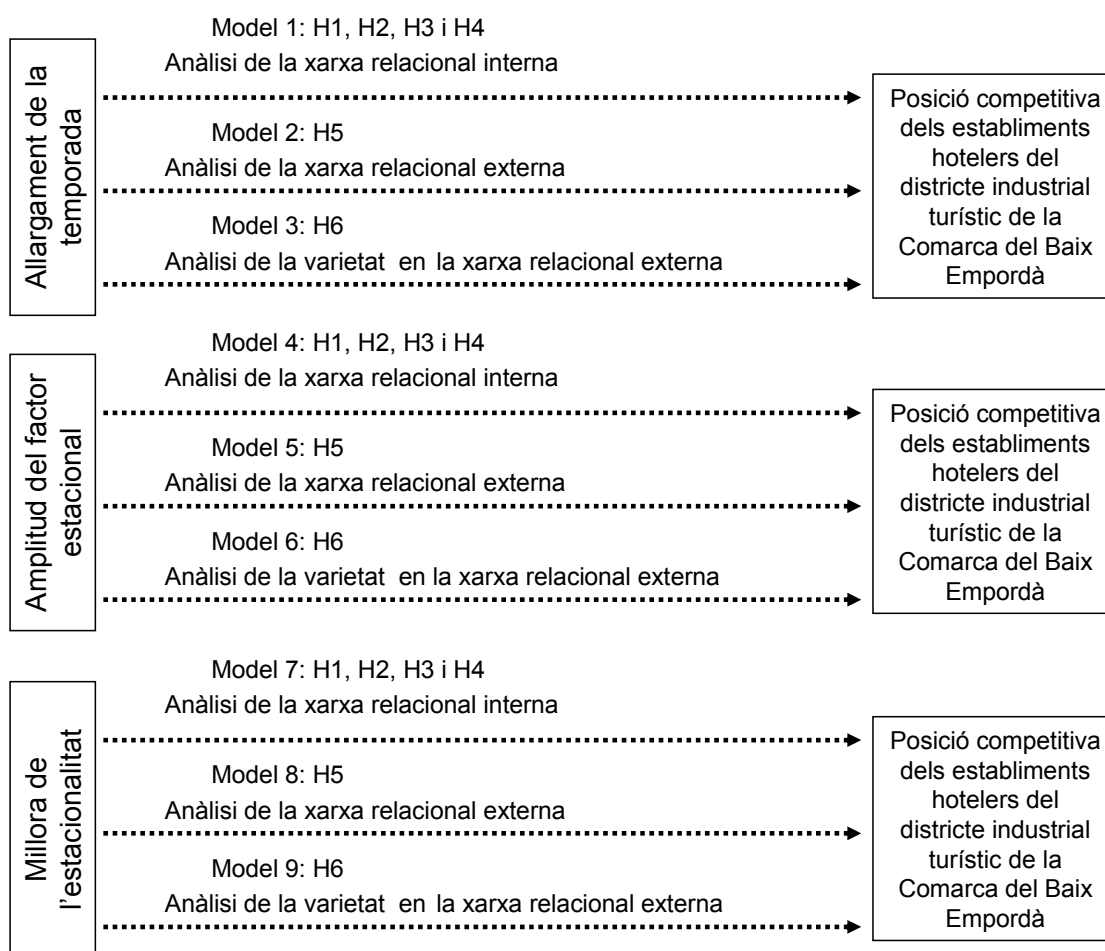 Model 1: H1, H2, H3 i H4
Anàlisi de la xarxa relacional interna
Model 2: H5
Anàlisi de la xarxa relacional externa
Model 3: H6
Anàlisi de la varietat en la xarxa relacional externa
Allargament de la
temporada
Posició competitiva
dels establiments
hotelers del
districte industrial
turístic de la
Comarca del Baix
Empordà
Model 4: H1, H2, H3 i H4
Anàlisi de la xarxa relacional interna
Model 5: H5
Anàlisi de la xarxa relacional externa
Model 6: H6
Anàlisi de la varietat en la xarxa relacional externa
Amplitud del factor
estacional
Posició competitiva
dels establiments
hotelers del
districte industrial
turístic de la
Comarca del Baix
Empordà
Model 7: H1, H2, H3 i H4
Anàlisi de la xarxa relacional interna
Model 8: H5
Anàlisi de la xarxa relacional externa
Model 9: H6
Anàlisi de la varietat en la xarxa relacional externa
Millora de
l'estacionalitat
Posició competitiva
dels establiments
hotelers del
districte industrial
turístic de la
Comarca del Baix
Empordà